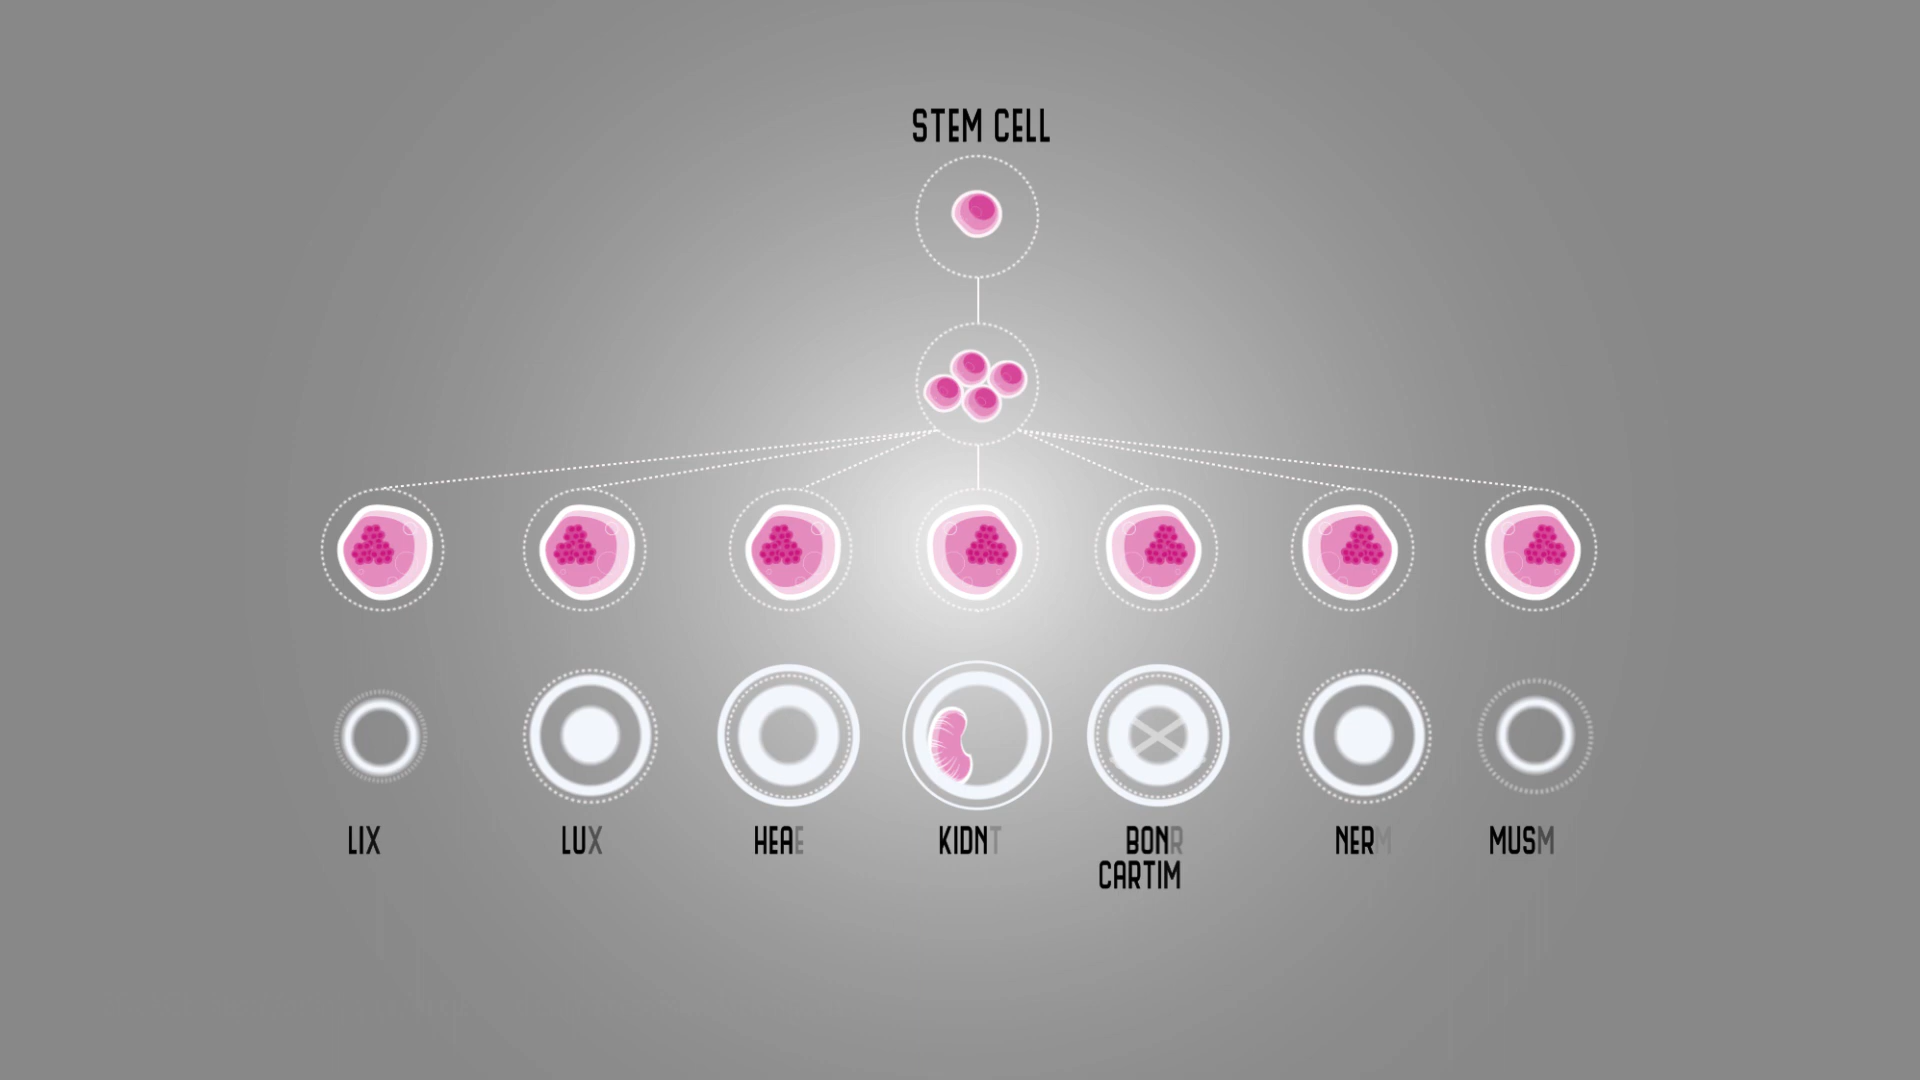 STEM CELL
LIX
LUX
HEAE
KIDNT
BONR
CARTIM
NERM
MUSM